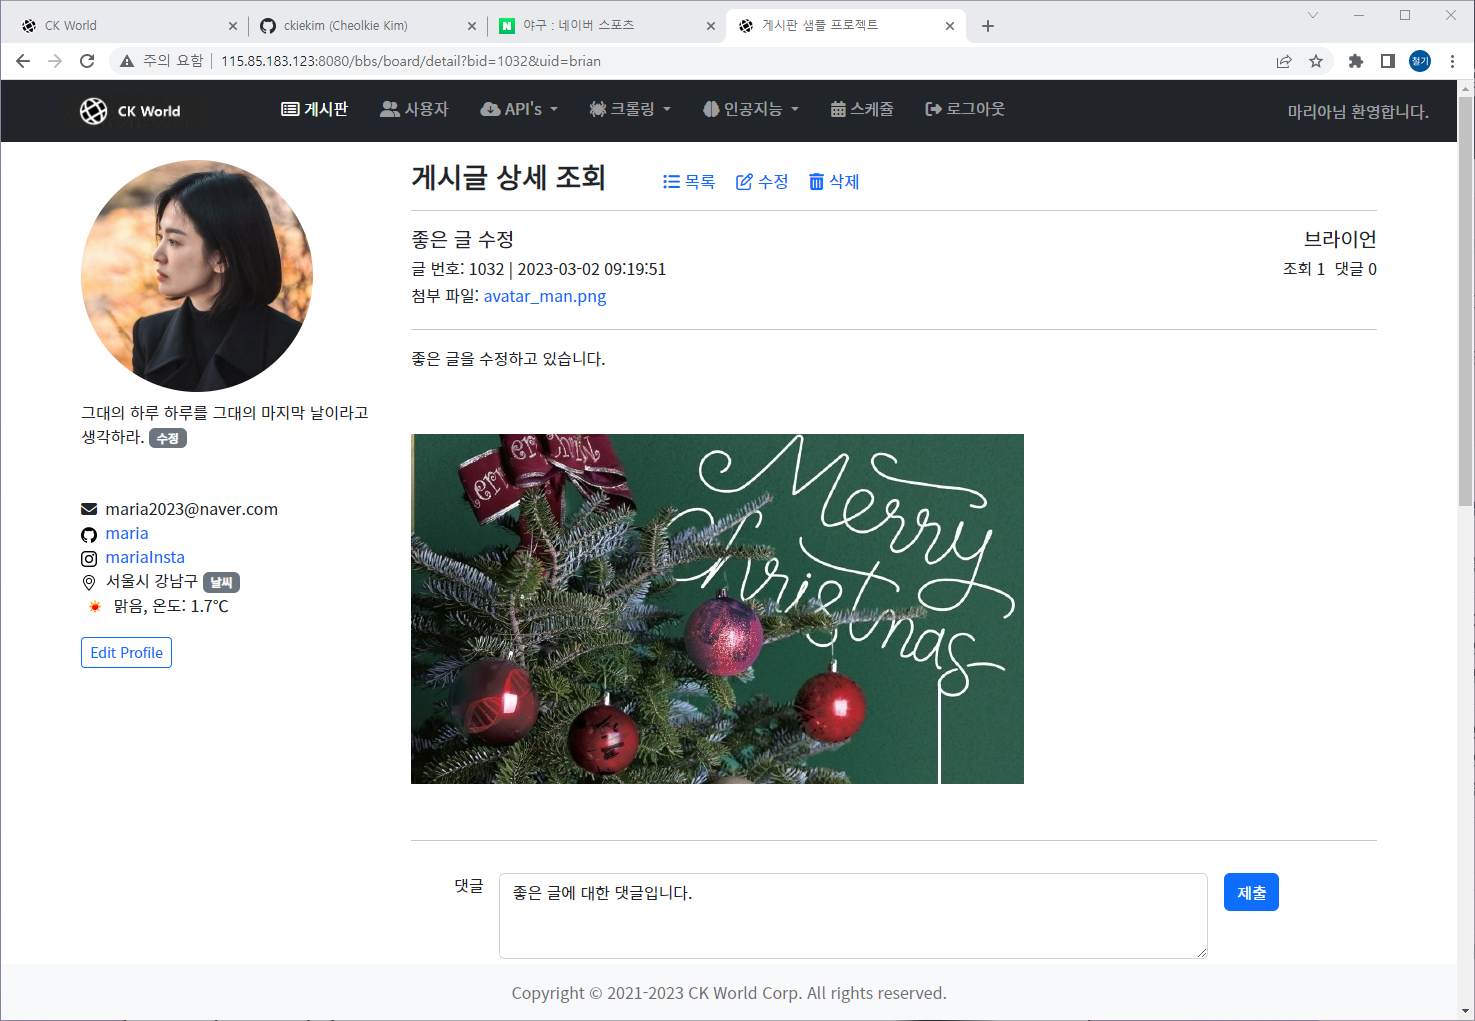 CK World
ckiekim (Cheolkie Kim)
야구 : 네이버 스포츠
게시판 샘플 프로젝트
주의 요함
115.85.183.123:8080/bbs/board/detail?bid=1032&uid=brian
철기
CK World
게시판
사용자
API's
크롤링
인공지능
스케쥴
로그아웃
마리아님 환영합니다.
게시글 상세 조회
목록
수정
삭제
좋은 글 수정
브라이언
글 번호: 1032 | 2023-03-02 09:19:51
조회 1 댓글 0
첨부 파일: avatar_man.png
좋은 글을 수정하고 있습니다.
그대의 하루 하루를 그대의 마지막 날이라고
생각하라. 수정
maria2023@naver.com
maria
mariaInsta
서울시 강남구 날씨
맑음, 온도: 1.7℃
Edit Profile
Merry
Christmas
댓글
좋은 글에 대한 댓글입니다.
제출
Copyright © 2021-2023 CK World Corp. All rights reserved.